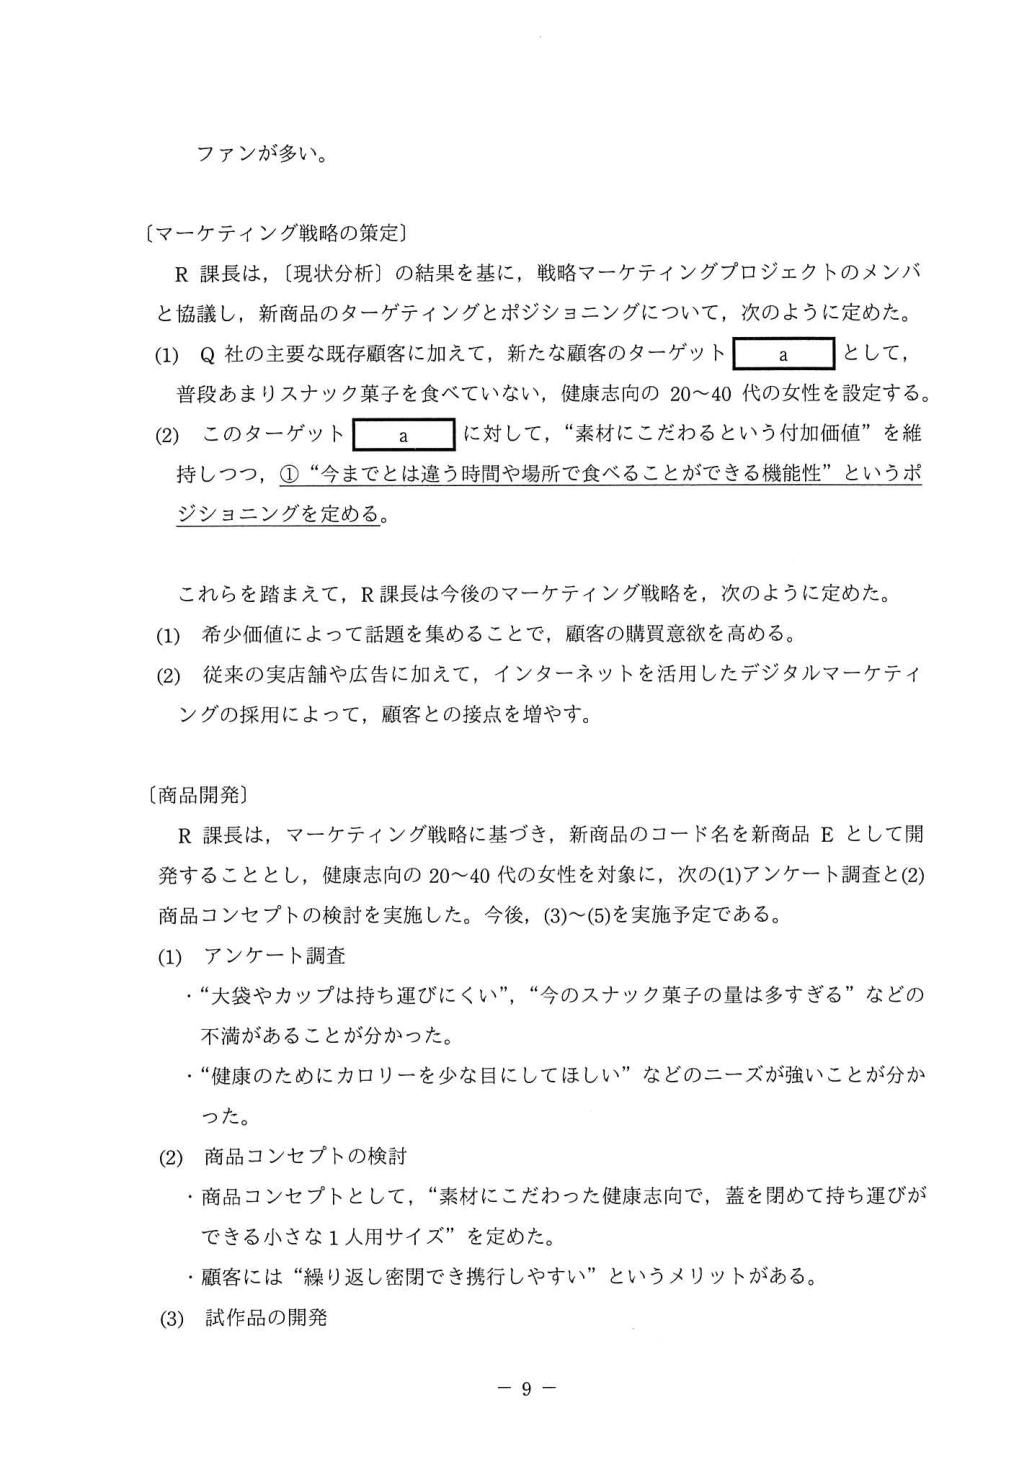 ファンが多い。
〔マーケティング戦略の策定〕
R 課長は，〔現状分析〕の結果を基に，戦略マーケティングプロジェクトのメンバ
と協議し，新商品のターゲティングとポジショニングについて，次のように定めた。
(1) Q 社の主要な既存顧客に加えて，新たな顧客のターゲット a として，
普段あまりスナック菓子を食べていない，健康志向の 20～40 代の女性を設定する。
(2) このターゲット a に対して，“素材にこだわるという付加価値”を維
持しつつ，①“今までとは違う時間や場所で食べることができる機能性”というポ
ジショニングを定める。
これらを踏まえて，R 課長は今後のマーケティング戦略を，次のように定めた。
(1) 希少価値によって話題を集めることで，顧客の購買意欲を高める。
(2) 従来の実店舗や広告に加えて，インターネットを活用したデジタルマーケティ
ングの採用によって，顧客との接点を増やす。
〔商品開発〕
R 課長は，マーケティング戦略に基づき，新商品のコード名を新商品 E として開
発することとし，健康志向の 20～40 代の女性を対象に，次の(1)アンケート調査と(2)
商品コンセプトの検討を実施した。今後，(3)～(5)を実施予定である。
(1) アンケート調査
・“大袋やカップは持ち運びにくい”，“今のスナック菓子の量は多すぎる”などの
不満があることが分かった。
・“健康のためにカロリーを少な目にしてほしい”などのニーズが強いことが分か
った。
(2) 商品コンセプトの検討
・商品コンセプトとして，“素材にこだわった健康志向で，蓋を閉めて持ち運びが
できる小さな 1 人用サイズ”を定めた。
・顧客には“繰り返し密閉でき携行しやすい”というメリットがある。
(3) 試作品の開発
－ 9 －